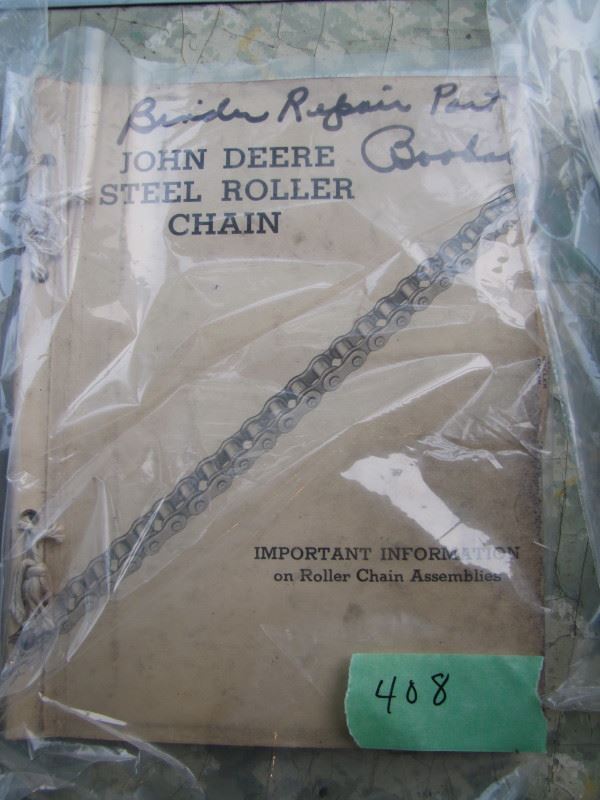 Binder Repair Part
Books
JOHN DEERE
STEEL ROLLER
CHAIN
IMPORTANT INFORMATION
on Roller Chain Assemblies
408